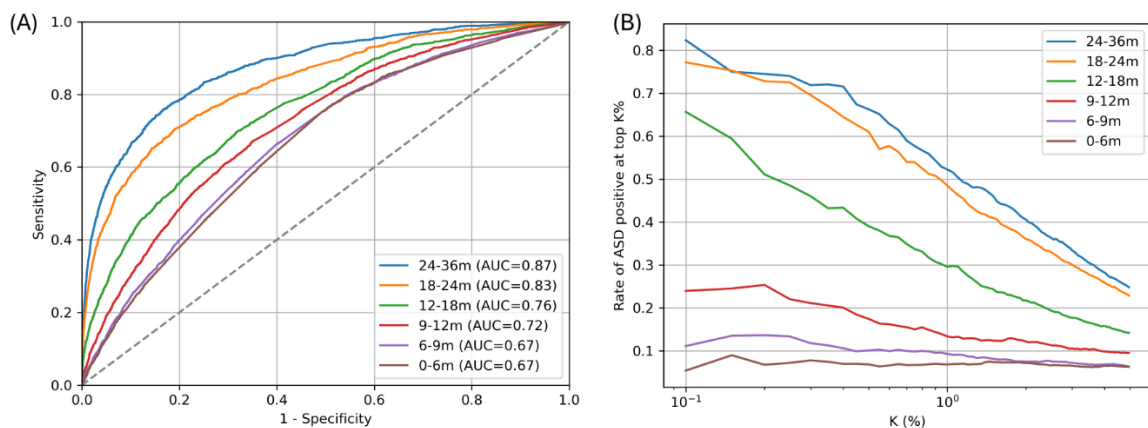 (A)
1.0
0.8
0.6
0.4
0.2
0.0
Sensitivity
24-36m (AUC=0.87)
18-24m (AUC=0.83)
12-18m (AUC=0.76)
9-12m (AUC=0.72)
6-9m (AUC=0.67)
0-6m (AUC=0.67)
0.0 0.2 0.4 0.6 0.8 1.0
1 - Specificity
(B)
0.8
0.7
0.6
0.5
0.4
0.3
0.2
0.1
Rate of ASD positive at top K%
24-36m
18-24m
12-18m
9-12m
6-9m
0-6m
10⁻¹ 10⁰
K (%)